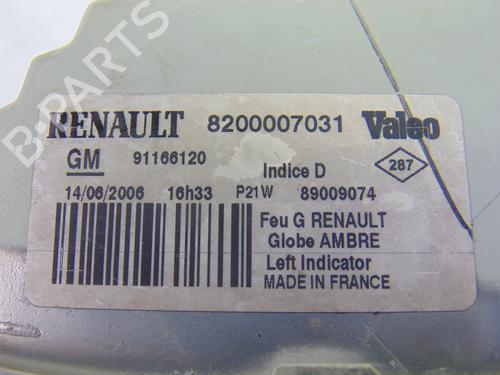 RENAULT 8200007031 Valeo
GM 91166120 Indice D 287
14/06/2006 16h33 P21W 89009074
Feu G RENAULT
Globe AMBRE
Left Indicator
MADE IN FRANCE
B-PARTS